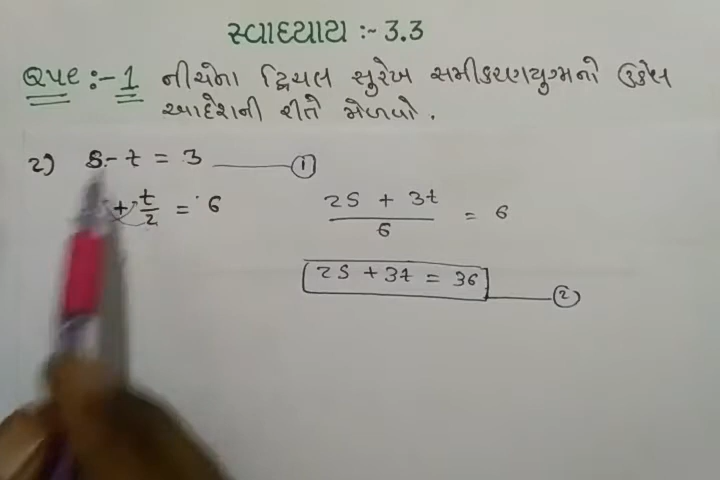 સ્વાધ્યાય :- 3.3
પ્રશ્ન :- 1 નીચેના દ્વિચલ સુરેખ સમીકરણયુગ્મનો ઉકેલ
આદેશની રીતે મેળવો.
2) s - t = 3 ① 
+ t/2 = 6
2s + 3t / 6 = 6
2s + 3t = 36 ②